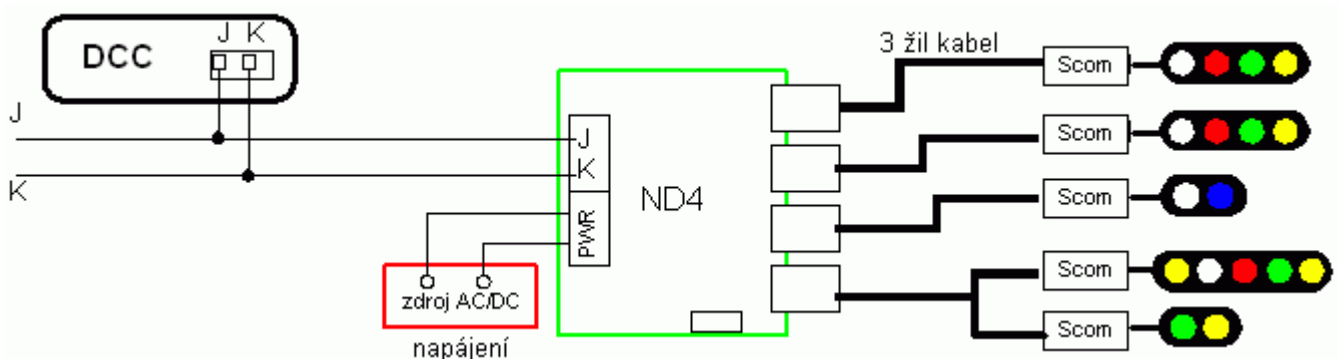 DCC
J K
J
K
J
K
PWR
ND4
zdroj AC/DC
napájení
3 žil kabel
Scom
Scom
Scom
Scom
Scom